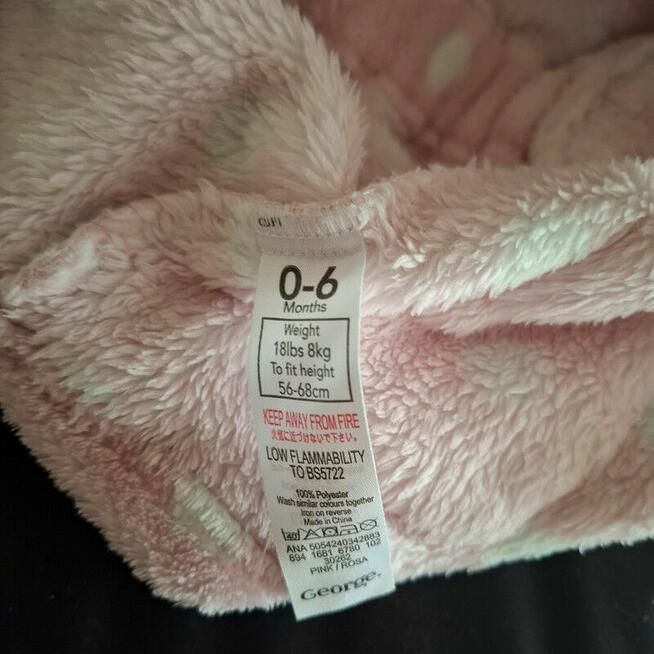 0-6
Months
Weight
18lbs 8kg
To fit height
56-68cm
KEEP AWAY FROM FIRE
火気に近づけないで下さい。
LOW FLAMMABILITY
TO BS5722
100% Polyester
Wash similar colours together
Iron on reverse
Made in China
40
ANA 5054240342883
894 1681 6780 102
30262
PINK / ROSA
George.